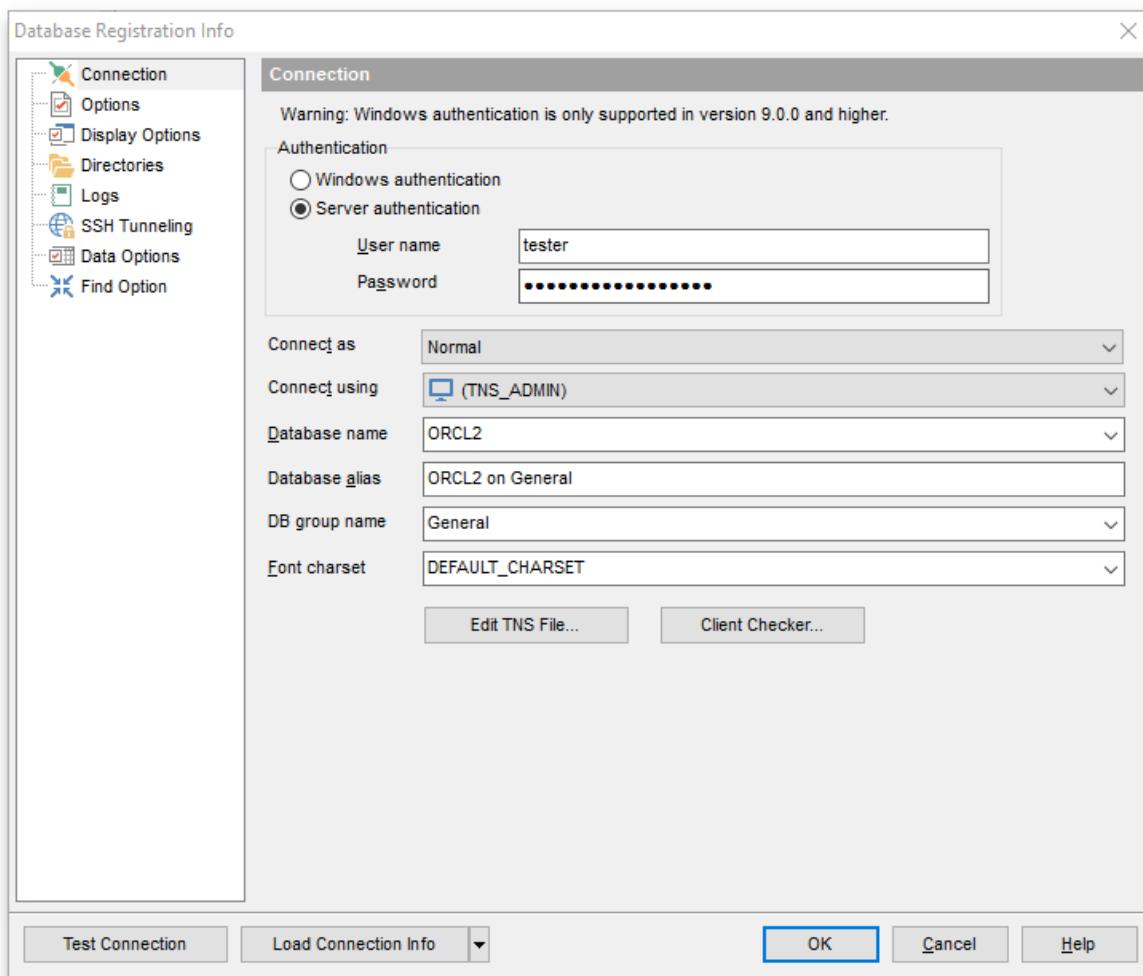 Database Registration Info
Connection
Options
Display Options
Directories
Logs
SSH Tunneling
Data Options
Find Option
Connection
Warning: Windows authentication is only supported in version 9.0.0 and higher.
Authentication
Windows authentication
Server authentication
User name tester
Password •••••••••••••••••
Connect as Normal
Connect using (TNS_ADMIN)
Database name ORCL2
Database alias ORCL2 on General
DB group name General
Font charset DEFAULT_CHARSET
Edit TNS File... Client Checker...
Test Connection Load Connection Info OK Cancel Help